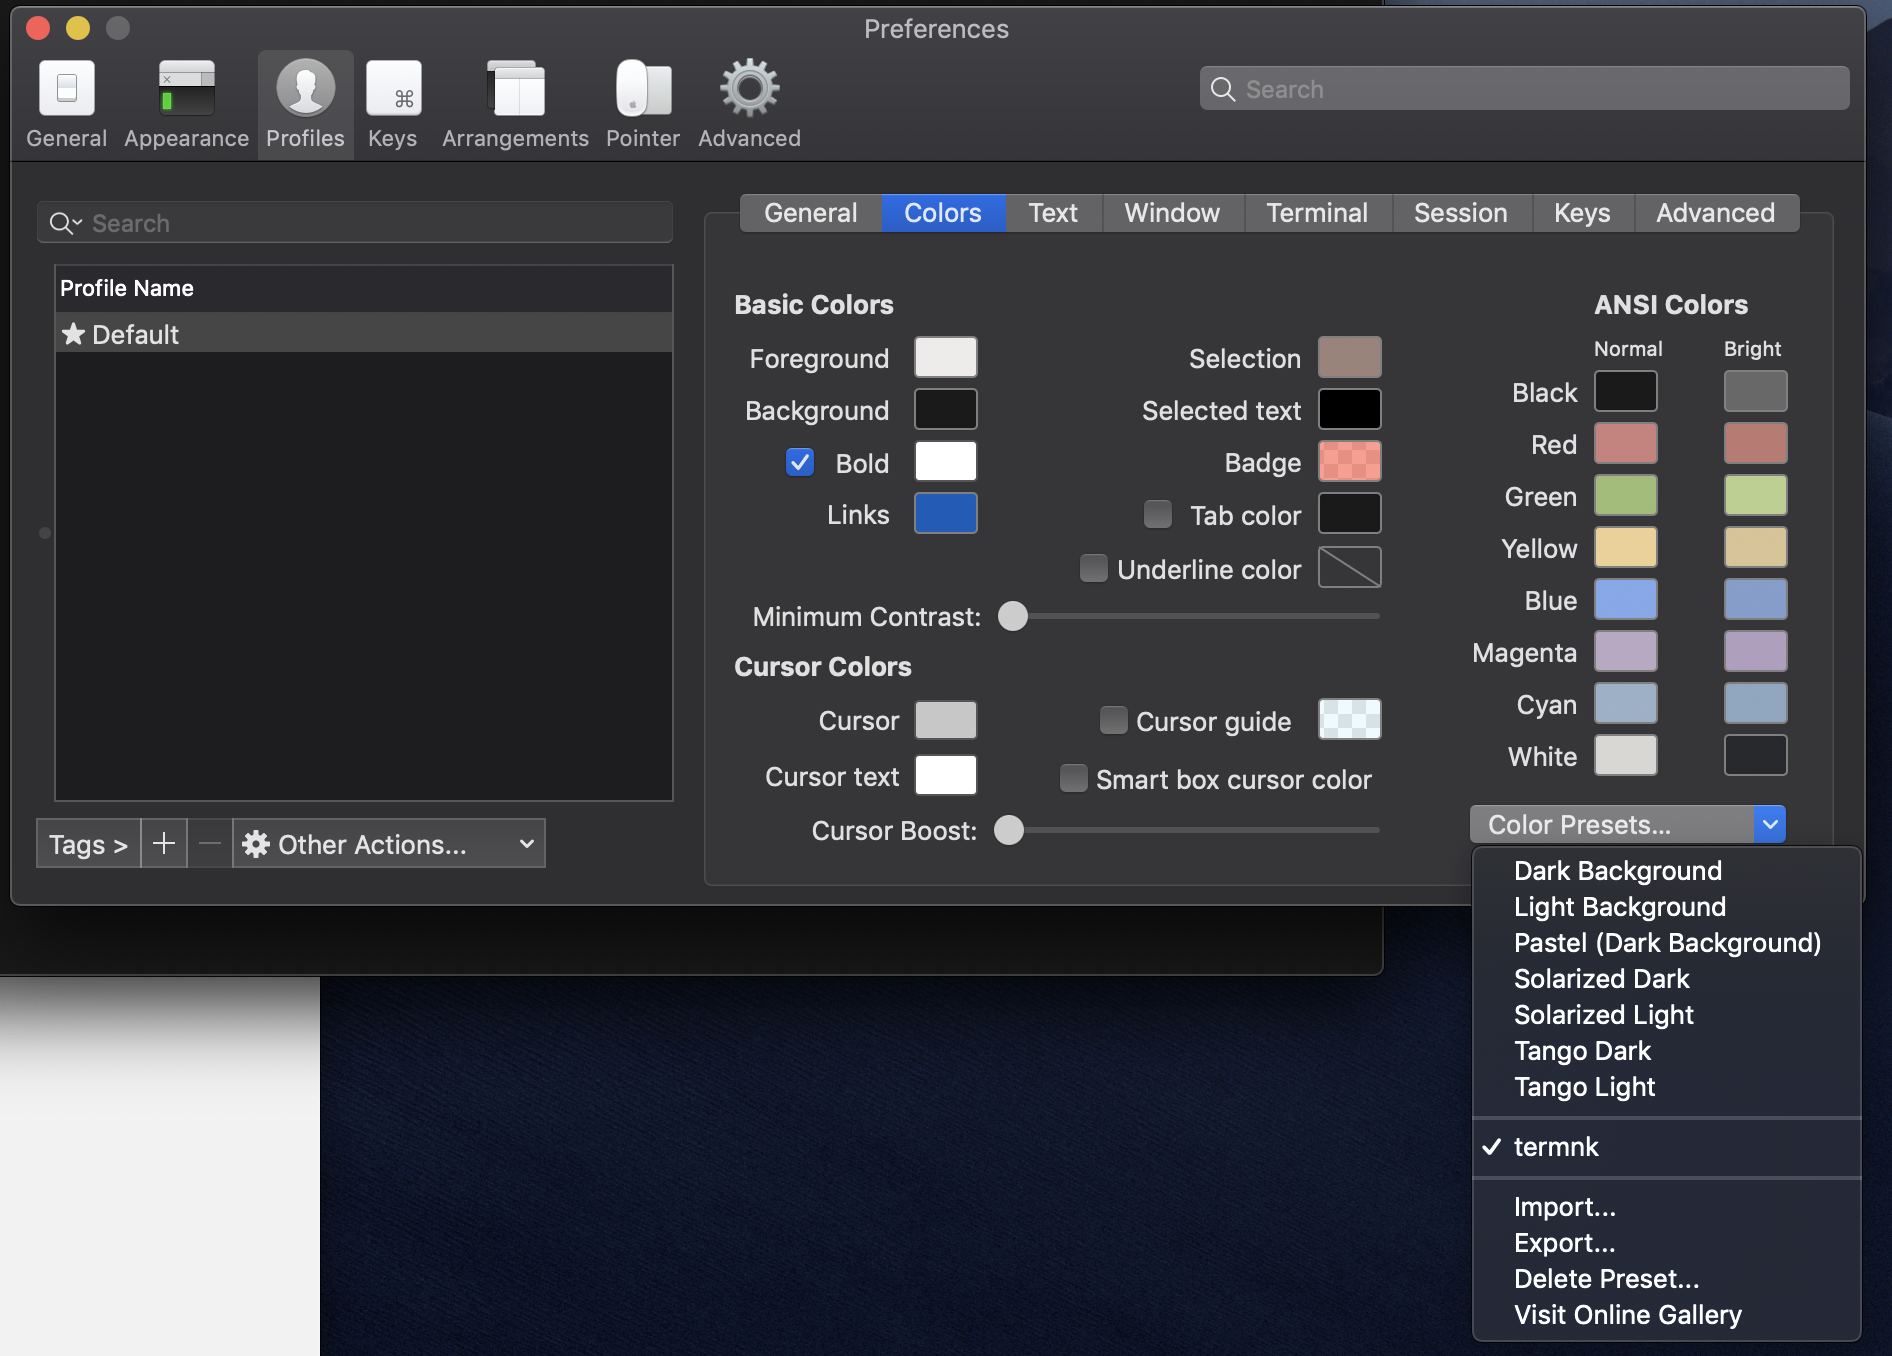 Preferences
General Appearance Profiles Keys Arrangements Pointer Advanced
Search
Search
Profile Name
Default
Tags >
Other Actions...
General Colors Text Window Terminal Session Keys Advanced
Basic Colors
Foreground
Background
Bold
Links
Selection
Selected text
Badge
Tab color
Underline color
Minimum Contrast:
Cursor Colors
Cursor
Cursor text
Cursor guide
Smart box cursor color
Cursor Boost:
ANSI Colors
Normal Bright
Black
Red
Green
Yellow
Blue
Magenta
Cyan
White
Color Presets...
Dark Background
Light Background
Pastel (Dark Background)
Solarized Dark
Solarized Light
Tango Dark
Tango Light
termnk
Import...
Export...
Delete Preset...
Visit Online Gallery